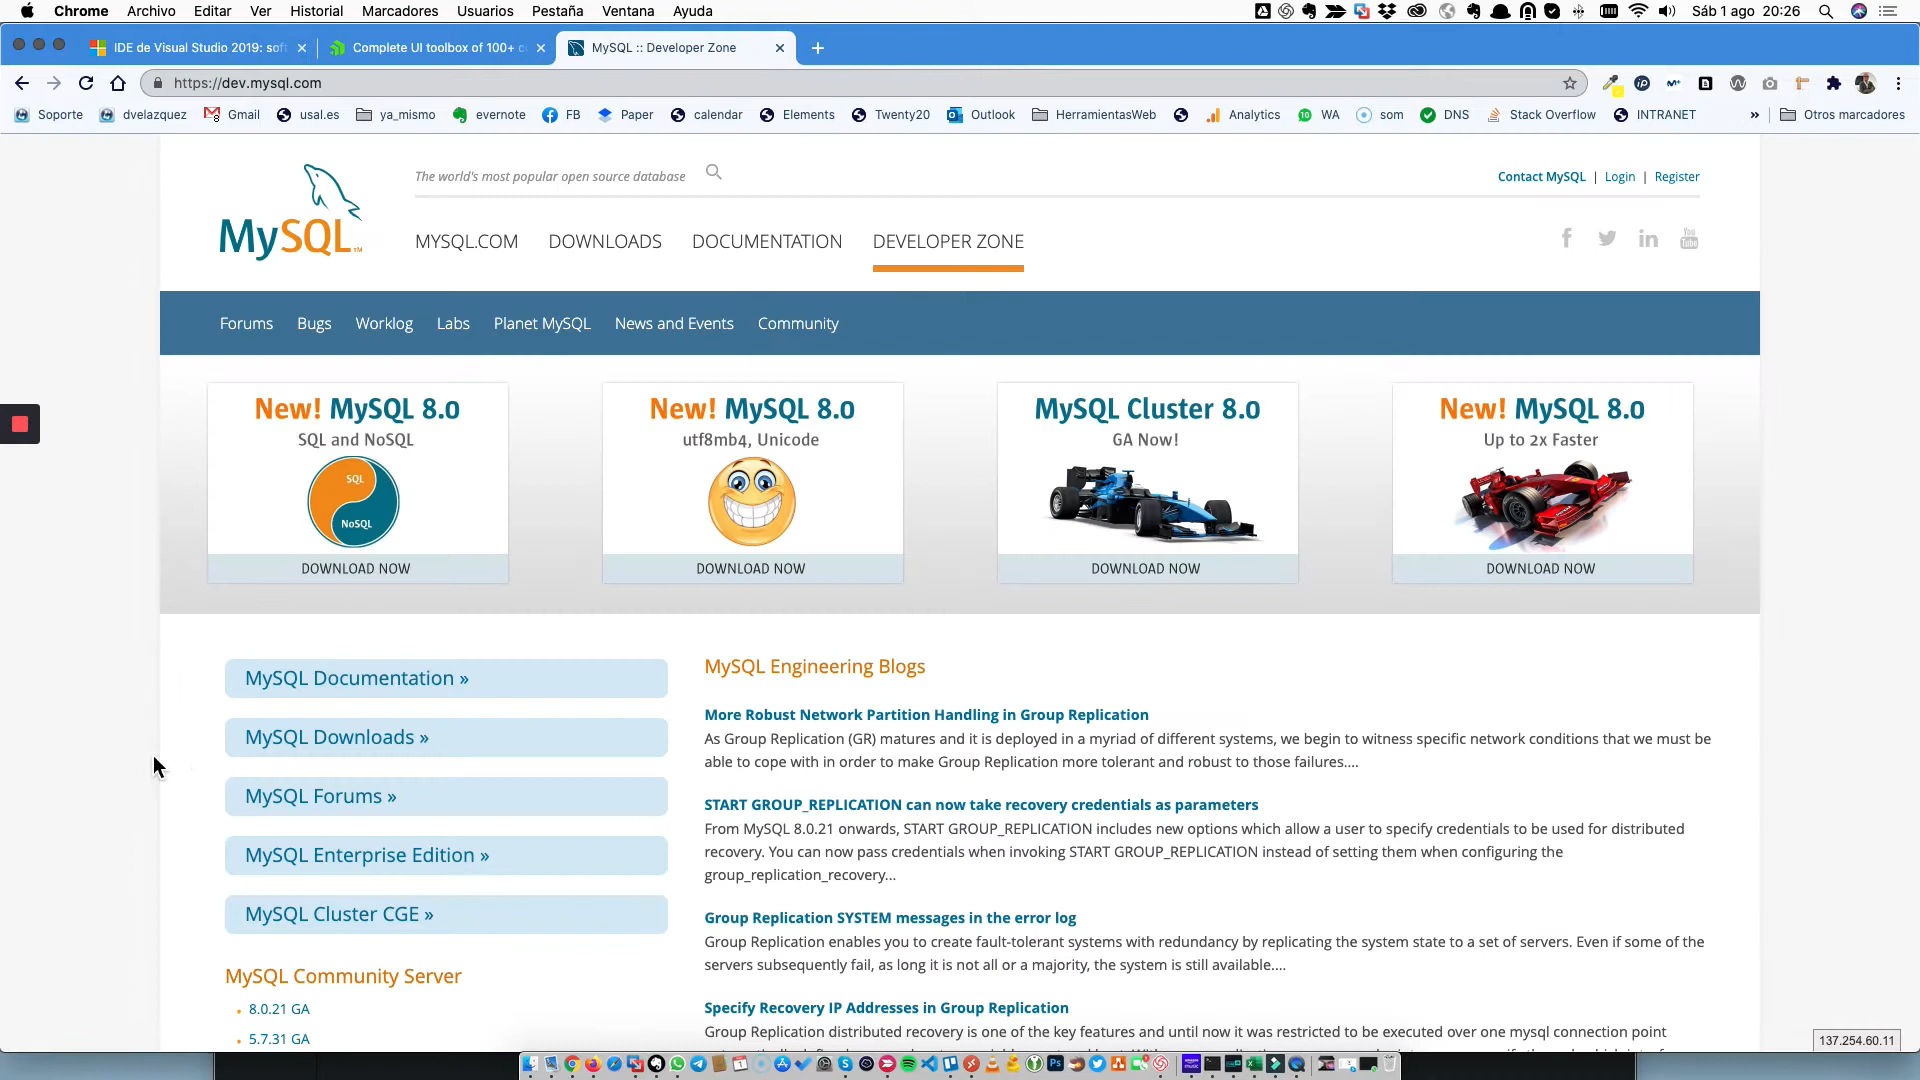 Chrome Archivo Editar Ver Historial Marcadores Usuarios Pestaña Ventana Ayuda Sáb 1 ago 20:26
IDE de Visual Studio 2019: soft Complete UI toolbox of 100+ c MySQL :: Developer Zone
https://dev.mysql.com
Soporte dvelazquez Gmail usal.es ya_mismo evernote FB Paper calendar Elements Twenty20 Outlook HerramientasWeb Analytics WA som DNS Stack Overflow INTRANET » Otros marcadores
The world's most popular open source database
Contact MySQL | Login | Register
MySQL™
MYSQL.COM DOWNLOADS DOCUMENTATION DEVELOPER ZONE
Forums Bugs Worklog Labs Planet MySQL News and Events Community
New! MySQL 8.0
SQL and NoSQL
SQL
NoSQL
DOWNLOAD NOW
New! MySQL 8.0
utf8mb4, Unicode
DOWNLOAD NOW
MySQL Cluster 8.0
GA Now!
DOWNLOAD NOW
New! MySQL 8.0
Up to 2x Faster
DOWNLOAD NOW
MySQL Documentation »
MySQL Downloads »
MySQL Forums »
MySQL Enterprise Edition »
MySQL Cluster CGE »
MySQL Community Server
8.0.21 GA
5.7.31 GA
MySQL Engineering Blogs
More Robust Network Partition Handling in Group Replication
As Group Replication (GR) matures and it is deployed in a myriad of different systems, we begin to witness specific network conditions that we must be
able to cope with in order to make Group Replication more tolerant and robust to those failures....
START GROUP_REPLICATION can now take recovery credentials as parameters
From MySQL 8.0.21 onwards, START GROUP_REPLICATION includes new options which allow a user to specify credentials to be used for distributed
recovery. You can now pass credentials when invoking START GROUP_REPLICATION instead of setting them when configuring the
group_replication_recovery...
Group Replication SYSTEM messages in the error log
Group Replication enables you to create fault-tolerant systems with redundancy by replicating the system state to a set of servers. Even if some of the
servers subsequently fail, as long it is not all or a majority, the system is still available....
Specify Recovery IP Addresses in Group Replication
Group Replication distributed recovery is one of the key features and until now it was restricted to be executed over one mysql connection point
137.254.60.11